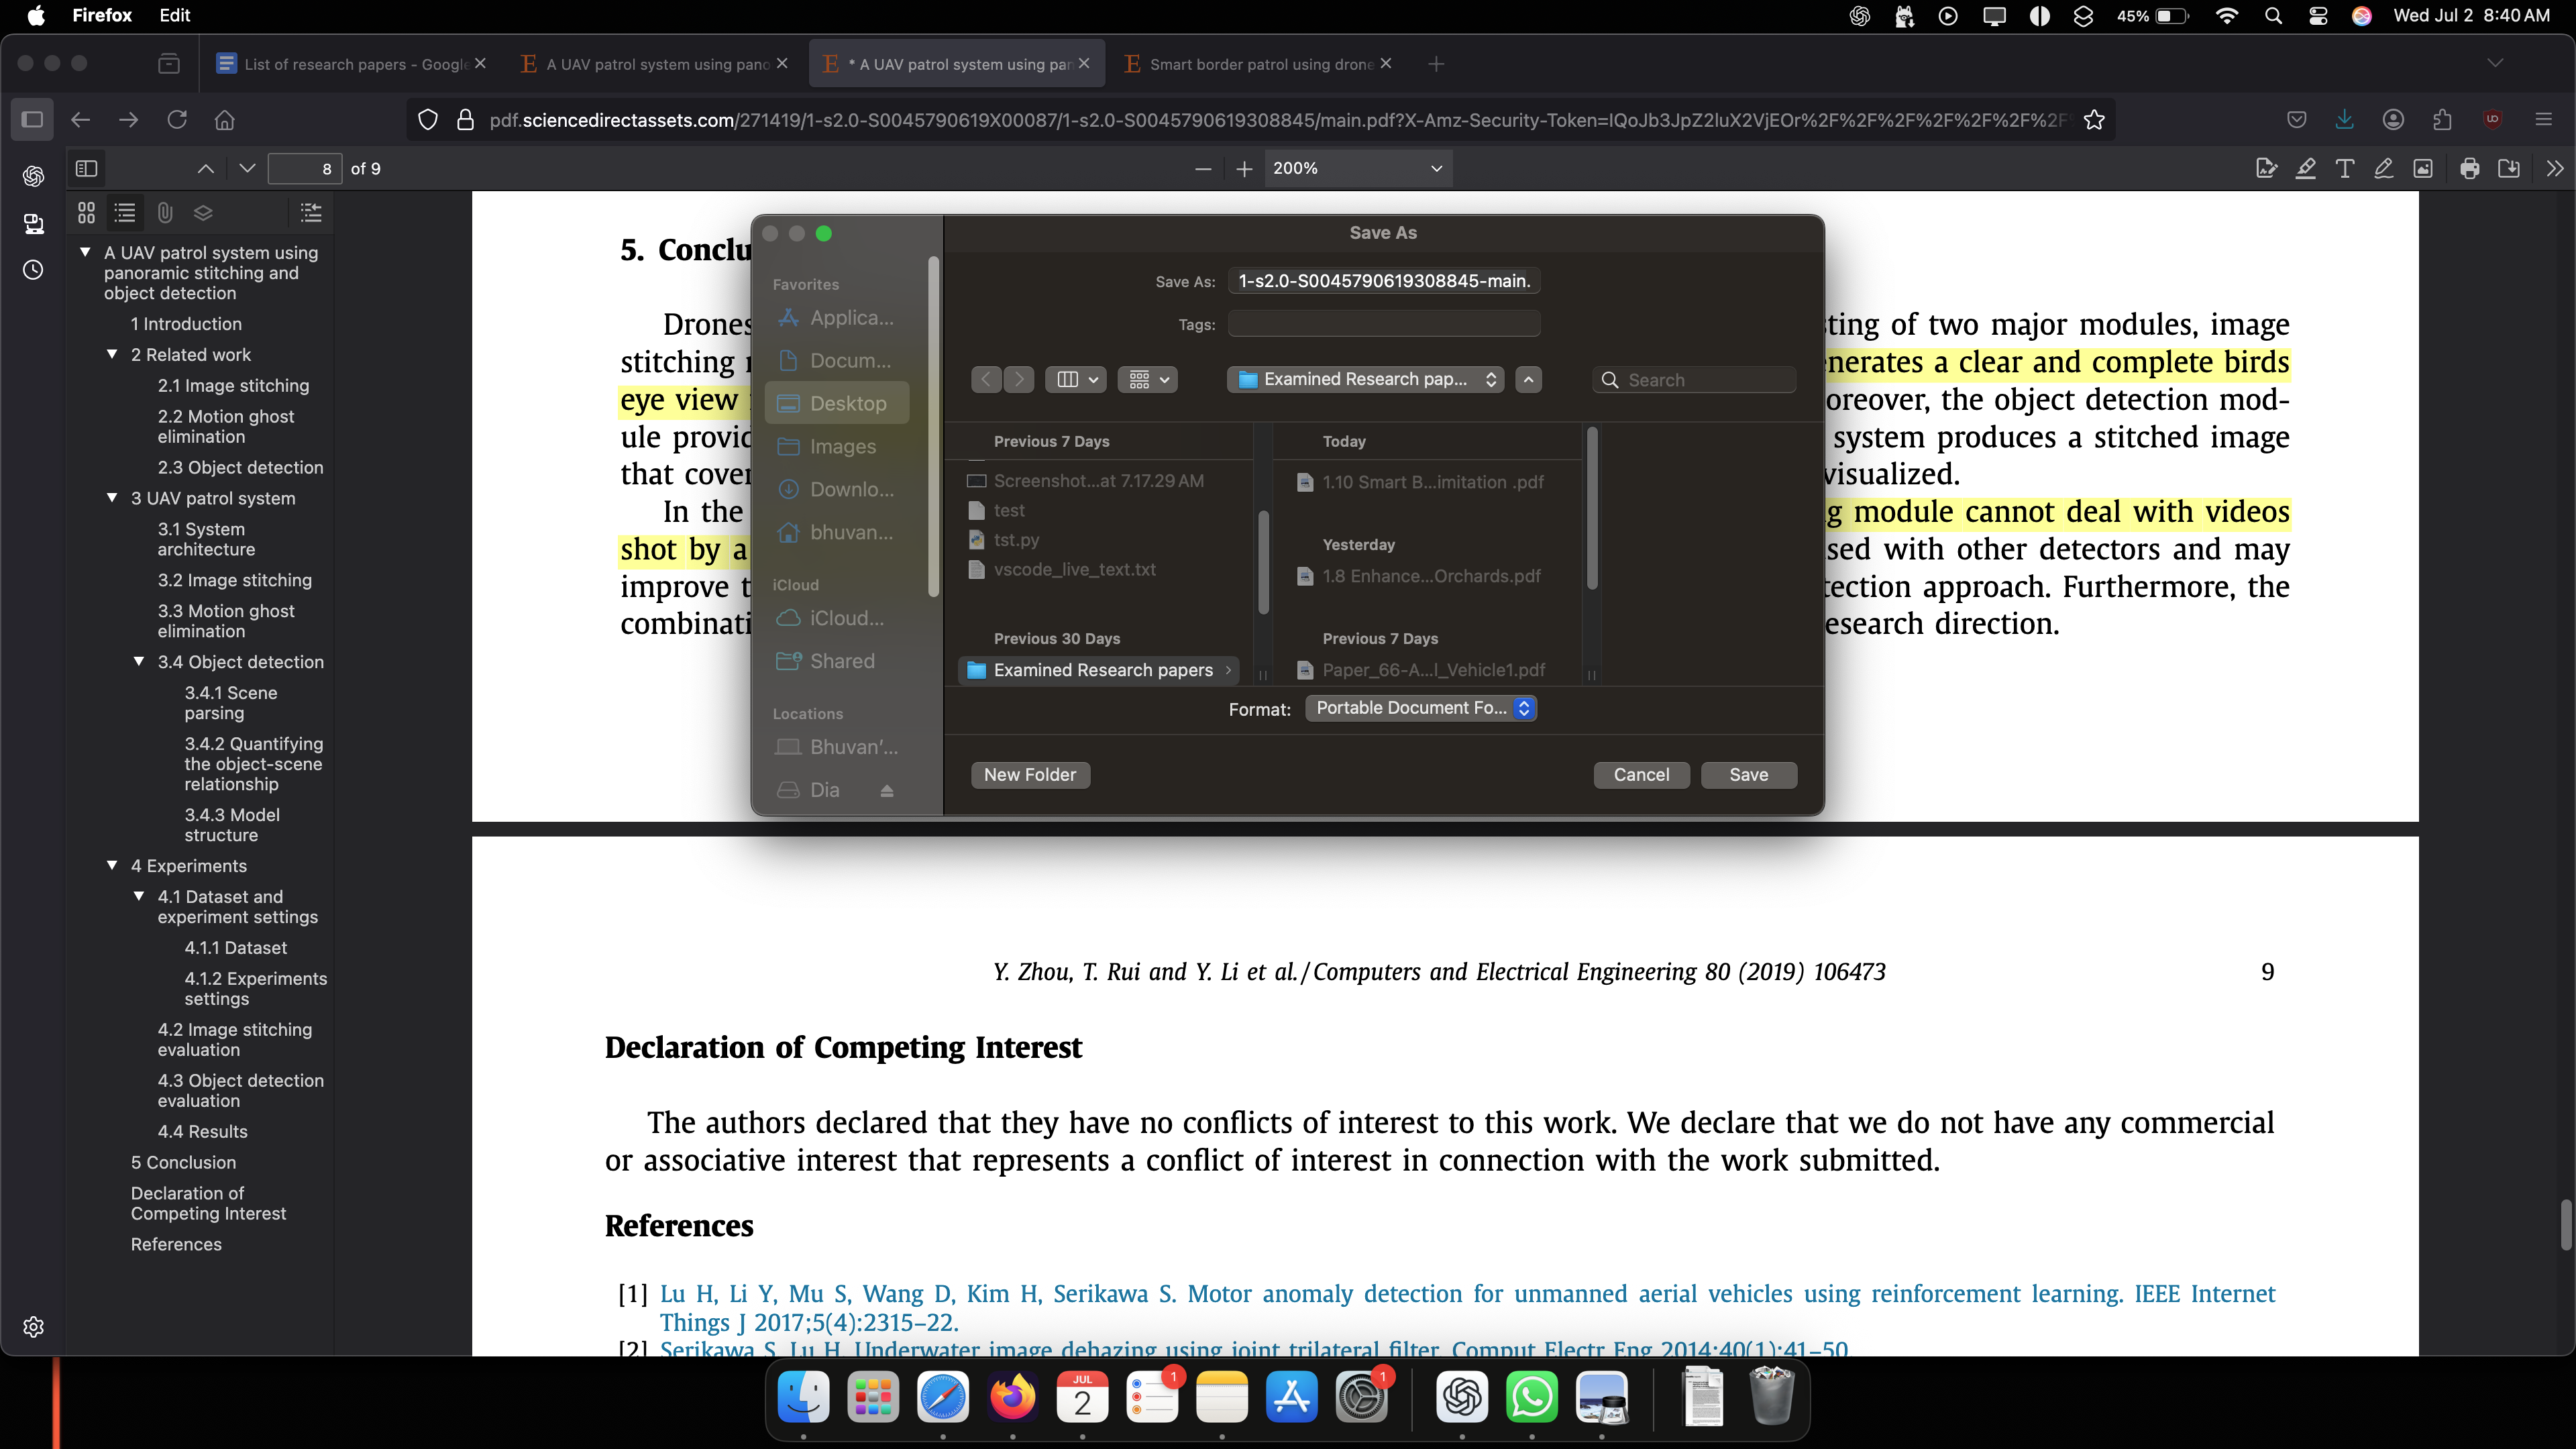 Firefox Edit
45% Wed Jul 2 8:40 AM
List of research papers - Google
A UAV patrol system using pano
* A UAV patrol system using pan
Smart border patrol using drone
pdf.sciencedirectassets.com/271419/1-s2.0-S0045790619X00087/1-s2.0-S0045790619308845/main.pdf?X-Amz-Security-Token=IQoJb3JpZ2luX2VjEOr%2F%2F%2F%2F%2F%2F%2F
8 of 9
200%
A UAV patrol system using
panoramic stitching and
object detection
1 Introduction
2 Related work
2.1 Image stitching
2.2 Motion ghost
elimination
2.3 Object detection
3 UAV patrol system
3.1 System
architecture
3.2 Image stitching
3.3 Motion ghost
elimination
3.4 Object detection
3.4.1 Scene
parsing
3.4.2 Quantifying
the object-scene
relationship
3.4.3 Model
structure
4 Experiments
4.1 Dataset and
experiment settings
4.1.1 Dataset
4.1.2 Experiments
settings
4.2 Image stitching
evaluation
4.3 Object detection
evaluation
4.4 Results
5 Conclusion
Declaration of
Competing Interest
References
5. Conclu
Drones
stitching
eye view
ule provid
that cover
In the
shot by a
improve t
combinati
Save As
Save As: 1-s2.0-S0045790619308845-main.
Tags:
Examined Research pap...
Search
Favorites
Applica...
Docum...
Desktop
Images
Downlo...
bhuvan...
iCloud
iCloud...
Shared
Locations
Bhuvan'...
Dia
Previous 7 Days
Screenshot...at 7.17.29 AM
test
tst.py
vscode_live_text.txt
Previous 30 Days
Examined Research papers
Today
1.10 Smart B...imitation .pdf
Yesterday
1.8 Enhance...Orchards.pdf
Previous 7 Days
Paper_66-A...l_Vehicle1.pdf
Format: Portable Document Fo...
New Folder
Cancel
Save
ting of two major modules, image
enerates a clear and complete birds
oreover, the object detection mod-
system produces a stitched image
visualized.
g module cannot deal with videos
sed with other detectors and may
tection approach. Furthermore, the
esearch direction.
Y. Zhou, T. Rui and Y. Li et al. / Computers and Electrical Engineering 80 (2019) 106473
9
Declaration of Competing Interest
The authors declared that they have no conflicts of interest to this work. We declare that we do not have any commercial
or associative interest that represents a conflict of interest in connection with the work submitted.
References
[1] Lu H, Li Y, Mu S, Wang D, Kim H, Serikawa S. Motor anomaly detection for unmanned aerial vehicles using reinforcement learning. IEEE Internet
Things J 2017;5(4):2315–22.
[2] Serikawa S, Lu H. Underwater image dehazing using joint trilateral filter. Comput Electr Eng 2014;40(1):41–50.
JUL
2
1
1